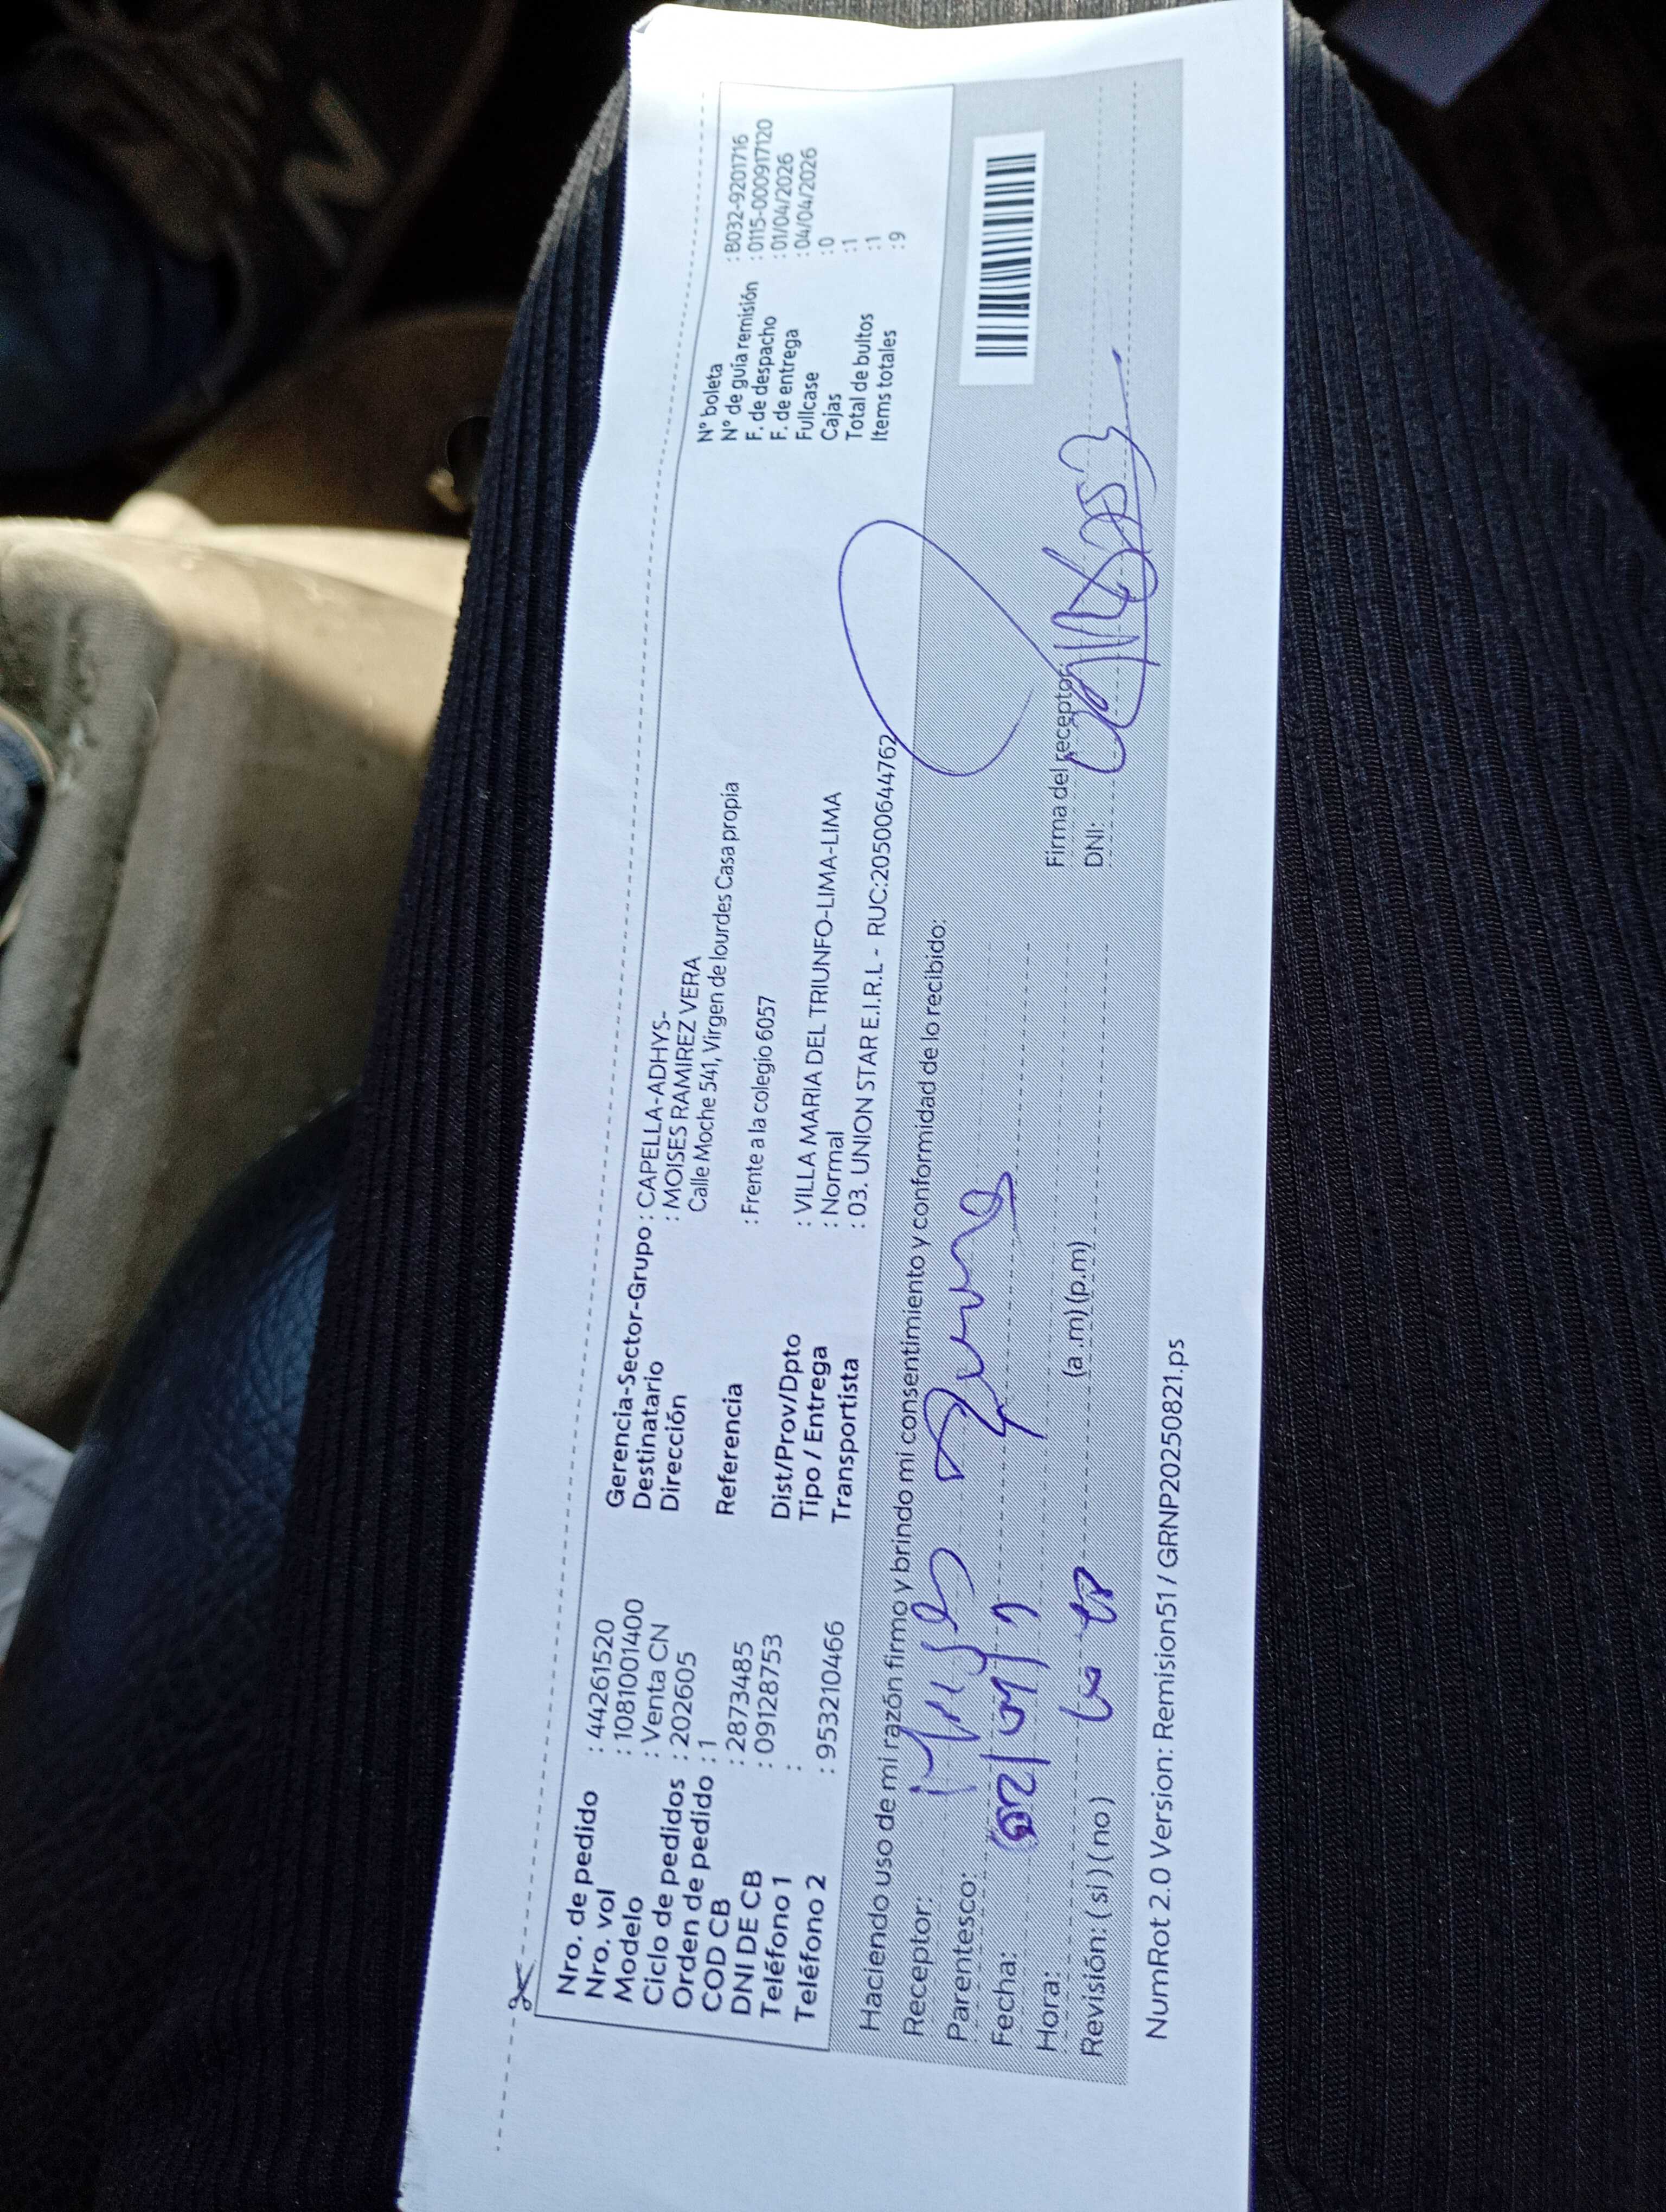 Nro. de pedido : 44261520
Nro. vol : 1081001400
Modelo : Venta CN
Ciclo de pedidos : 202605
Orden de pedido : 1
COD CB : 2873485
DNI DE CB : 09128753
Teléfono 1 :
Teléfono 2 : 953210466
Gerencia-Sector-Grupo : CAPELLA-ADHYS-
Destinatario : MOISES RAMIREZ VERA
Dirección Calle Moche 541, Virgen de lourdes Casa propia
Referencia : Frente a la colegio 6057
Dist/Prov/Dpto : VILLA MARIA DEL TRIUNFO-LIMA-LIMA
Tipo / Entrega : Normal
Transportista : 03. UNION STAR E.I.R.L - RUC:20500644762
N° boleta : B032-9201716
N° de guía remisión : 0115-0000917120
F. de despacho : 01/04/2026
F. de entrega : 04/04/2026
Fullcase : 0
Cajas : 1
Total de bultos : 1
Items totales : 9
Haciendo uso de mi razón firmo y brindo mi consentimiento y conformidad de lo recibido:
Receptor:
Parentesco:
Fecha:
Hora: (a .m) (p.m)
Revisión: (si ) ( no )
Firma del receptor:
DNI:
NumRot 2.0 Version: Remision51 / GRNP20250821.ps